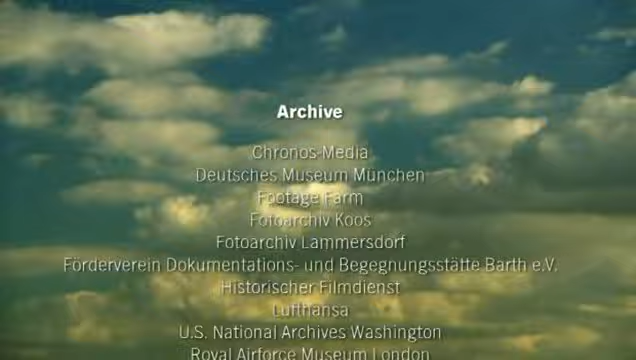 Archive
Chronos-Media
Deutsches Museum München
Footage Farm
Fotoarchiv Koos
Fotoarchiv Lammersdorf
Förderverein Dokumentations- und Begegnungsstätte Barth e.V.
Historischer Filmdienst
Lufthansa
U.S. National Archives Washington
Royal Airforce Museum London